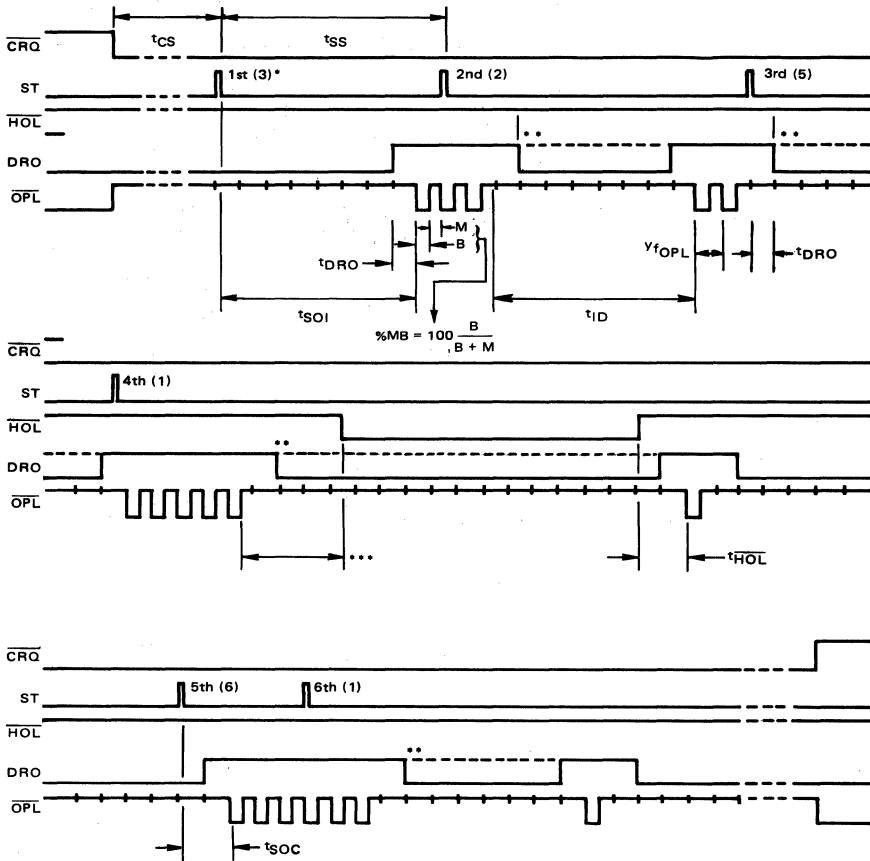 tCS tSS
CRQ
ST 1st (3)* 2nd (2) 3rd (5)
HOL
* * * *
DRO
OPL
M
B
tDRO yfOPL tDRO
tSOI tID
%MB = 100 B / B + M
CRQ
ST 4th (1)
HOL
* *
DRO
OPL
* * * tHOL
CRQ
ST 5th (6) 6th (1)
HOL
* *
DRO
OPL
tSOC